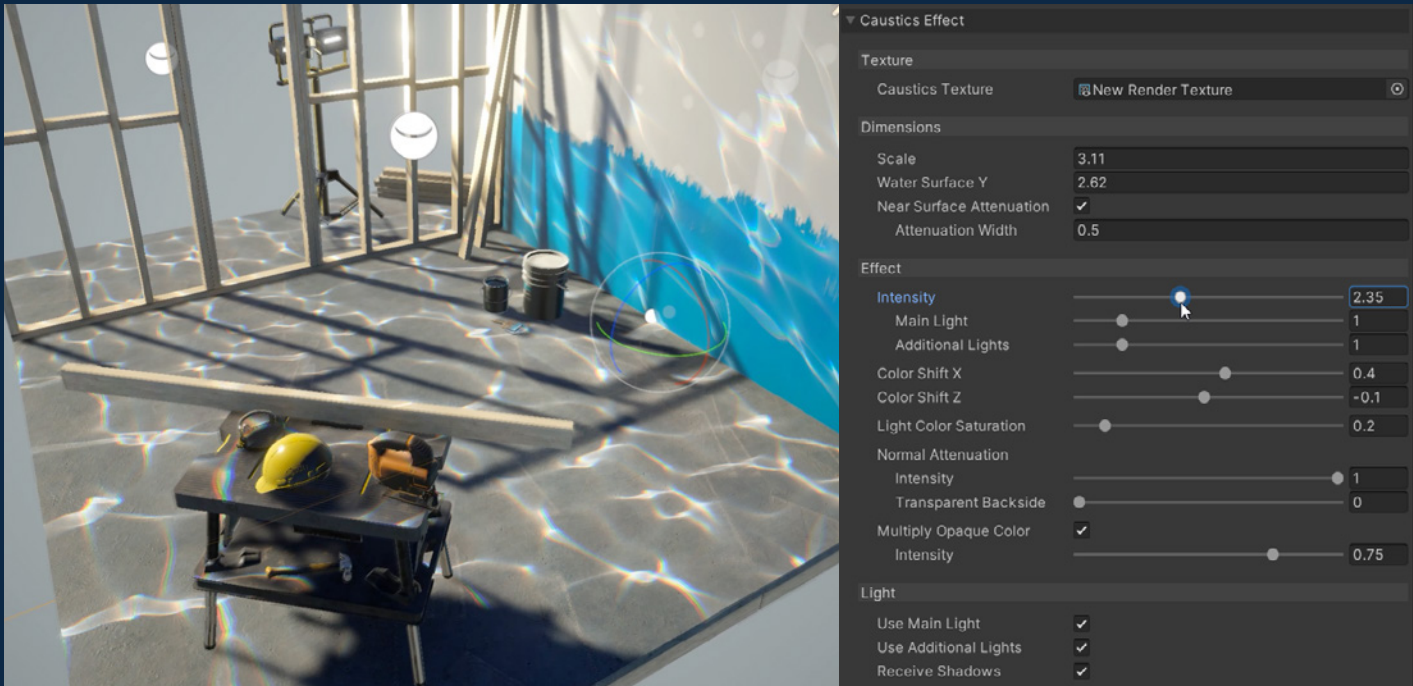 Caustics Effect
Texture
Caustics Texture New Render Texture
Dimensions
Scale 3.11
Water Surface Y 2.62
Near Surface Attenuation
Attenuation Width 0.5
Effect
Intensity 2.35
Main Light 1
Additional Lights 1
Color Shift X 0.4
Color Shift Z -0.1
Light Color Saturation 0.2
Normal Attenuation
Intensity 1
Transparent Backside 0
Multiply Opaque Color
Intensity 0.75
Light
Use Main Light
Use Additional Lights
Receive Shadows